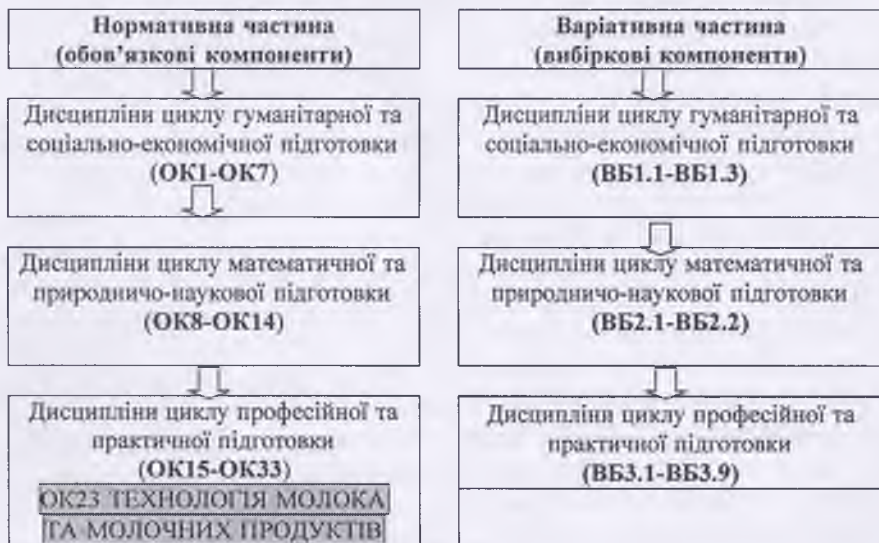 Нормативна частина
(обов'язкові компоненти)
Дисципліни циклу гуманітарної та
соціально-економічної підготовки
(ОК1-ОК7)
Дисципліни циклу математичної та
природничо-наукової підготовки
(ОК8-ОК14)
Дисципліни циклу професійної та
практичної підготовки
(ОК15-ОК33)
ОК23 ТЕХНОЛОГІЯ МОЛОКА
ТА МОЛОЧНИХ ПРОДУКТІВ
Варіативна частина
(вибіркові компоненти)
Дисципліни циклу гуманітарної та
соціально-економічної підготовки
(ВБ1.1-ВБ1.3)
Дисципліни циклу математичної та
природничо-наукової підготовки
(ВБ2.1-ВБ2.2)
Дисципліни циклу професійної та
практичної підготовки
(ВБ3.1-ВБ3.9)